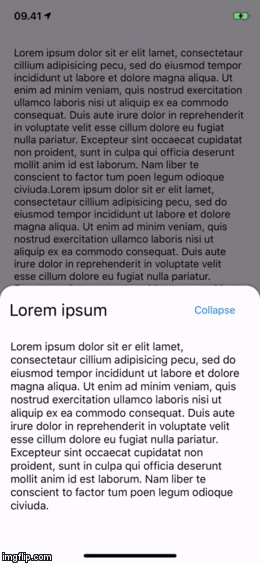 09.41
Lorem ipsum dolor sit er elit lamet, consectetaur
cillium adipisicing pecu, sed do eiusmod tempor
incididunt ut labore et dolore magna aliqua. Ut
enim ad minim veniam, quis nostrud exercitation
ullamco laboris nisi ut aliquip ex ea commodo
consequat. Duis aute irure dolor in reprehenderit
in voluptate velit esse cillum dolore eu fugiat
nulla pariatur. Excepteur sint occaecat cupidatat
non proident, sunt in culpa qui officia deserunt
mollit anim id est laborum. Nam liber te
conscient to factor tum poen legum odioque
civiuda.Lorem ipsum dolor sit er elit lamet,
consectetaur cillium adipisicing pecu, sed do
eiusmod tempor incididunt ut labore et dolore
magna aliqua. Ut enim ad minim veniam, quis
nostrud exercitation ullamco laboris nisi ut
aliquip ex ea commodo consequat. Duis aute
irure dolor in reprehenderit in voluptate velit
esse cillum dolore eu fugiat nulla pariatur.
Lorem ipsum
Collapse
Lorem ipsum dolor sit er elit lamet,
consectetaur cillium adipisicing pecu, sed do
eiusmod tempor incididunt ut labore et dolore
magna aliqua. Ut enim ad minim veniam, quis
nostrud exercitation ullamco laboris nisi ut
aliquip ex ea commodo consequat. Duis aute
irure dolor in reprehenderit in voluptate velit
esse cillum dolore eu fugiat nulla pariatur.
Excepteur sint occaecat cupidatat non
proident, sunt in culpa qui officia deserunt
mollit anim id est laborum. Nam liber te
conscient to factor tum poen legum odioque
civiuda.
imgflip.com